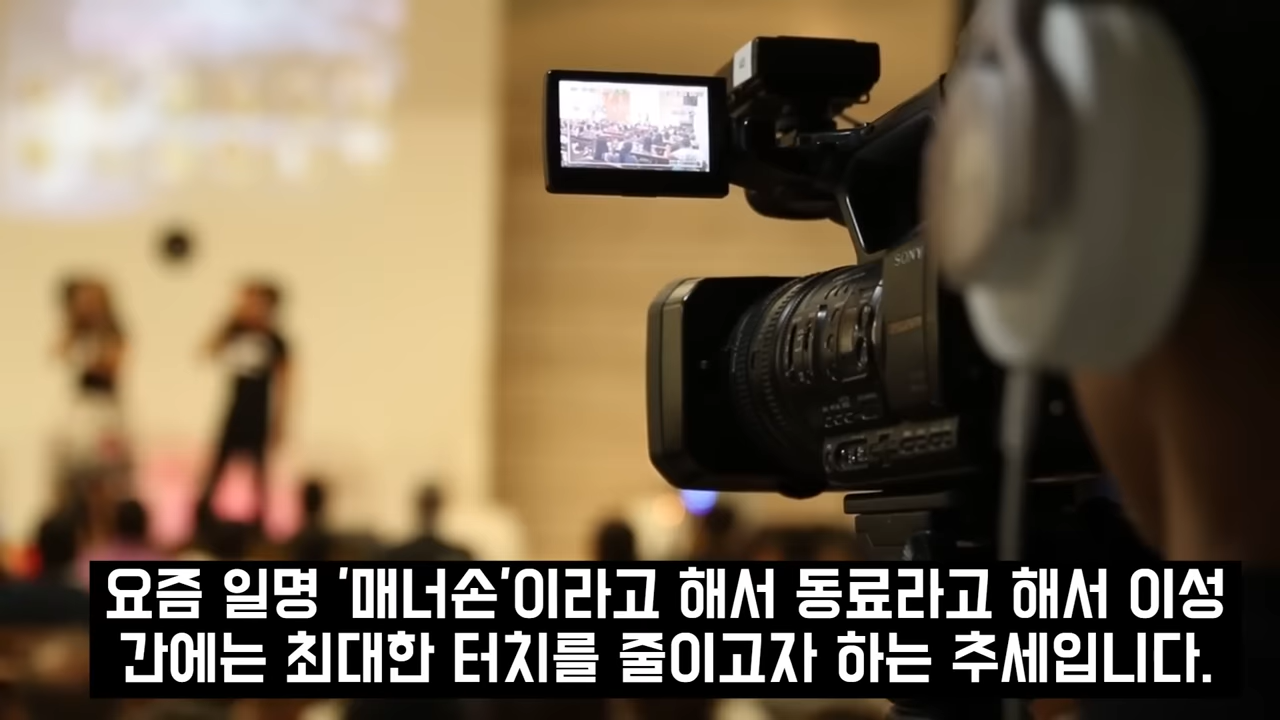 SONY
요즘 일명 '매너손'이라고 해서 동료라고 해서 이성
간에는 최대한 터치를 줄이고자 하는 추세입니다.